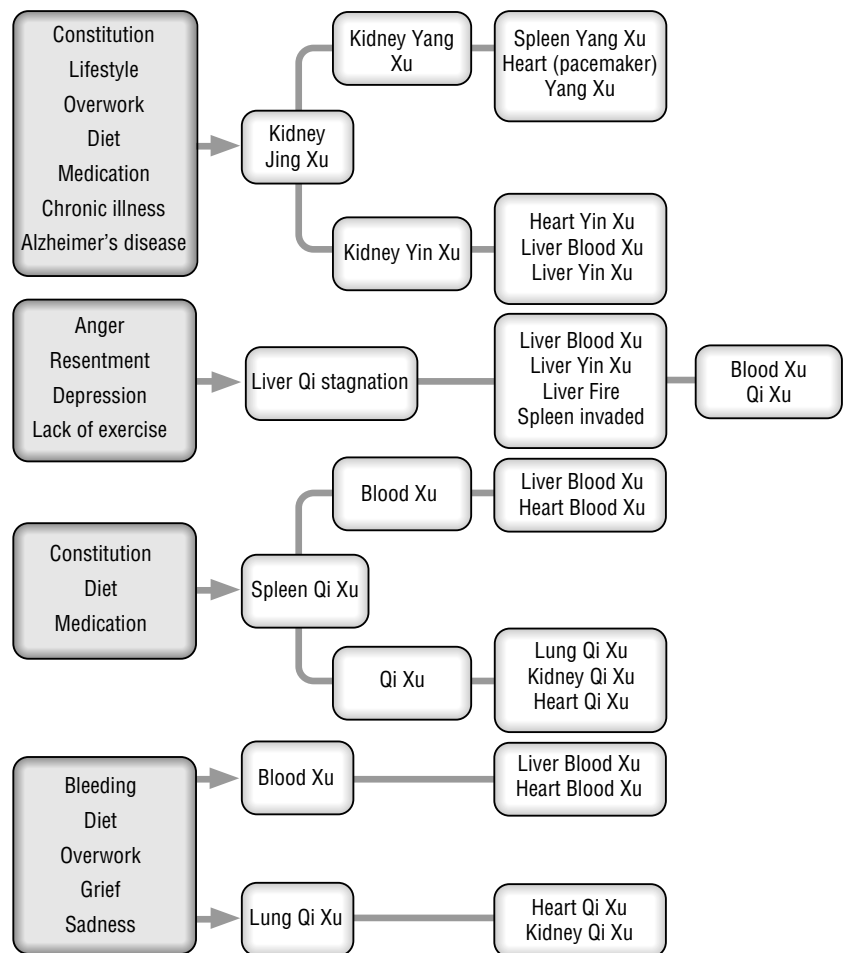 Constitution
Lifestyle
Overwork
Diet
Medication
Chronic illness
Alzheimer’s disease
Kidney
Jing Xu
Kidney Yang
Xu
Spleen Yang Xu
Heart (pacemaker)
Yang Xu
Kidney Yin Xu
Heart Yin Xu
Liver Blood Xu
Liver Yin Xu
Anger
Resentment
Depression
Lack of exercise
Liver Qi stagnation
Liver Blood Xu
Liver Yin Xu
Liver Fire
Spleen invaded
Blood Xu
Qi Xu
Constitution
Diet
Medication
Spleen Qi Xu
Blood Xu
Liver Blood Xu
Heart Blood Xu
Qi Xu
Lung Qi Xu
Kidney Qi Xu
Heart Qi Xu
Bleeding
Diet
Overwork
Grief
Sadness
Blood Xu
Liver Blood Xu
Heart Blood Xu
Lung Qi Xu
Heart Qi Xu
Kidney Qi Xu